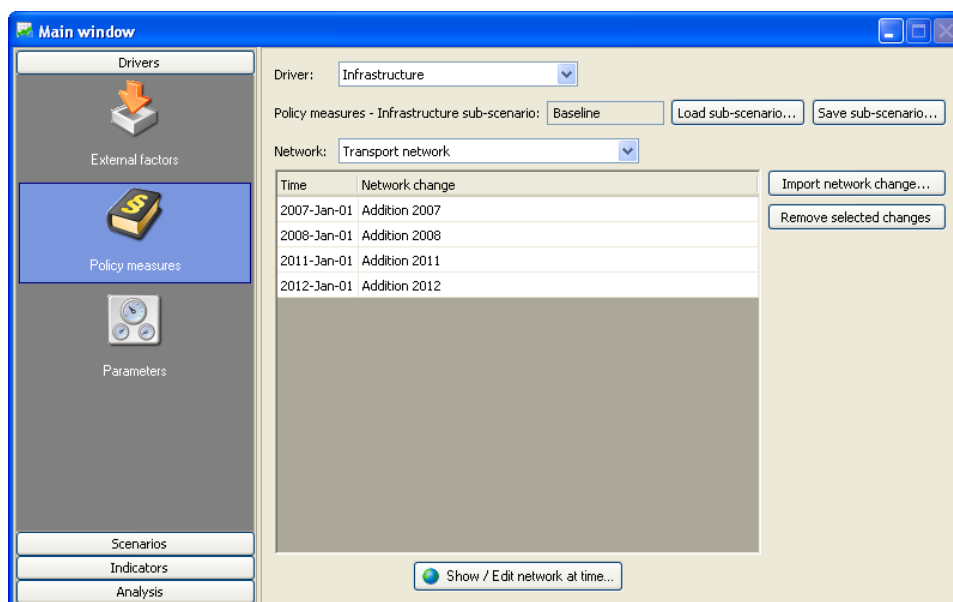 Main window
Drivers
External factors
Policy measures
Parameters
Scenarios
Indicators
Analysis
Driver: Infrastructure
Policy measures - Infrastructure sub-scenario: Baseline Load sub-scenario... Save sub-scenario...
Network: Transport network
Time Network change
2007-Jan-01 Addition 2007
2008-Jan-01 Addition 2008
2011-Jan-01 Addition 2011
2012-Jan-01 Addition 2012
Import network change...
Remove selected changes
Show / Edit network at time...